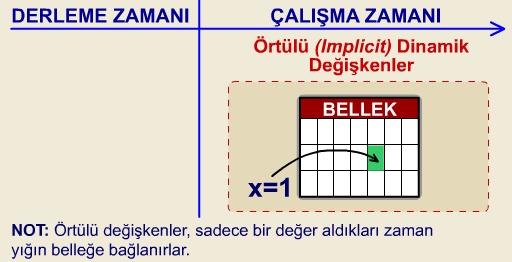 DERLEME ZAMANI
ÇALIŞMA ZAMANI
Örtülü (Implicit) Dinamik
Değişkenler
BELLEK
x=1
NOT: Örtülü değişkenler, sadece bir değer aldıkları zaman
yığın belleğe bağlanırlar.